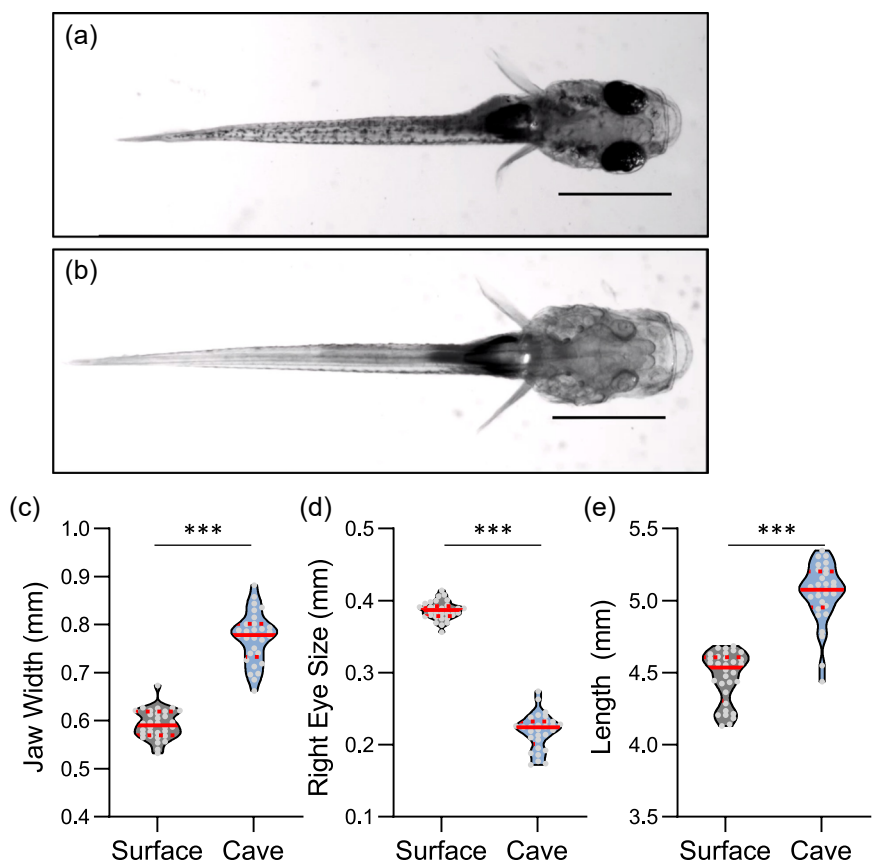 (a)
(b)
(c)
(d)
(e)
1.0
0.9
0.8
0.7
0.6
0.5
0.4
Jaw Width (mm)
***
Surface Cave
0.5
0.4
0.3
0.2
0.1
Right Eye Size (mm)
***
Surface Cave
5.5
5.0
4.5
4.0
3.5
Length (mm)
***
Surface Cave